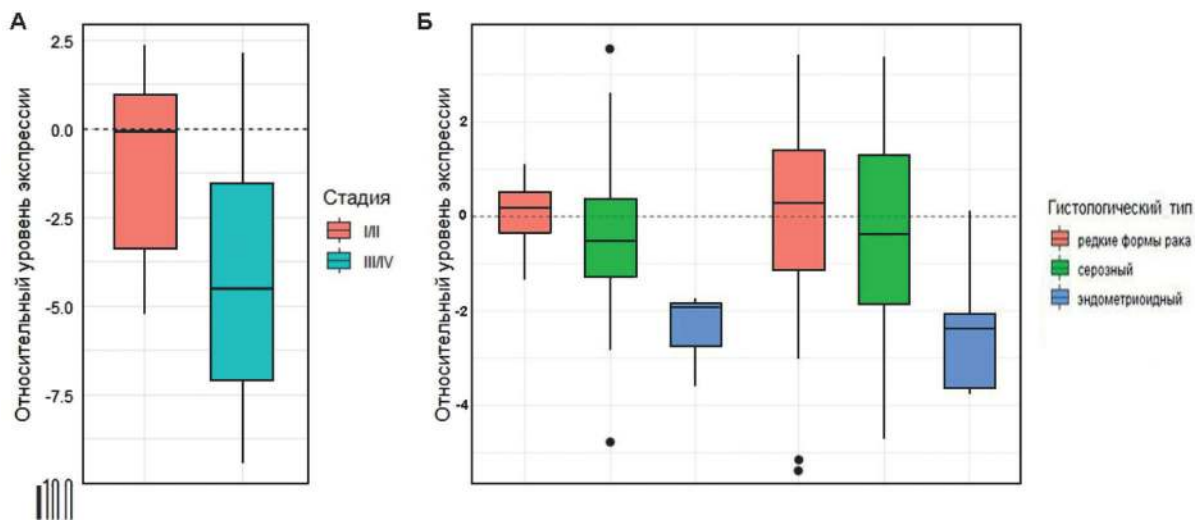 А
Относительный уровень экспрессии
2.5
0.0
-2.5
-5.0
-7.5
Стадия
I/II
III/IV
Б
Относительный уровень экспрессии
2
0
-2
-4
Гистологический тип
редкие формы рака
серозный
эндометриоидный